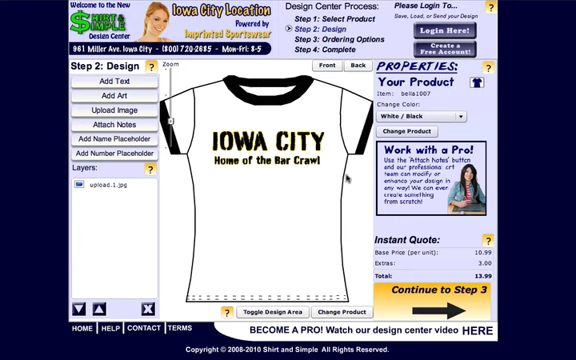 Welcome to the New
SHIRT & SIMPLE
Design Center
Iowa City Location
Powered by
Imprinted Sportswear
961 Miller Ave. Iowa City - (800) 720-2615 - Mon-Fri: 8-5
Design Center Process:
Step 1: Select Product
Step 2: Design
Step 3: Ordering Options
Step 4: Complete
Please Login To...
Save, Load, or Send your Design
Login Here!
Create a
Free Account!
Step 2: Design
?
Add Text
Add Art
Upload Image
Attach Notes
Add Name Placeholder
Add Number Placeholder
Layers:
?
upload.1.jpg
X
Zoom
Front
Back
IOWA CITY
Home of the Bar Crawl
?
Toggle Design Area
Change Product
PROPERTIES:
?
Your Product
Item: bella1007
Change Color:
White / Black
Change Product
Work with a Pro!
Use the 'Attach Notes' button
and our professional art
team can modify or
enhance your design in
any way! We can even
create something
from scratch!
Instant Quote:
?
Base Price (per unit): 10.99
Extras: 3.00
Total: 13.99
Continue to Step 3
HOME | HELP | CONTACT | TERMS
BECOME A PRO! Watch our design center video HERE
Copyright © 2008-2010 Shirt and Simple All Rights Reserved.